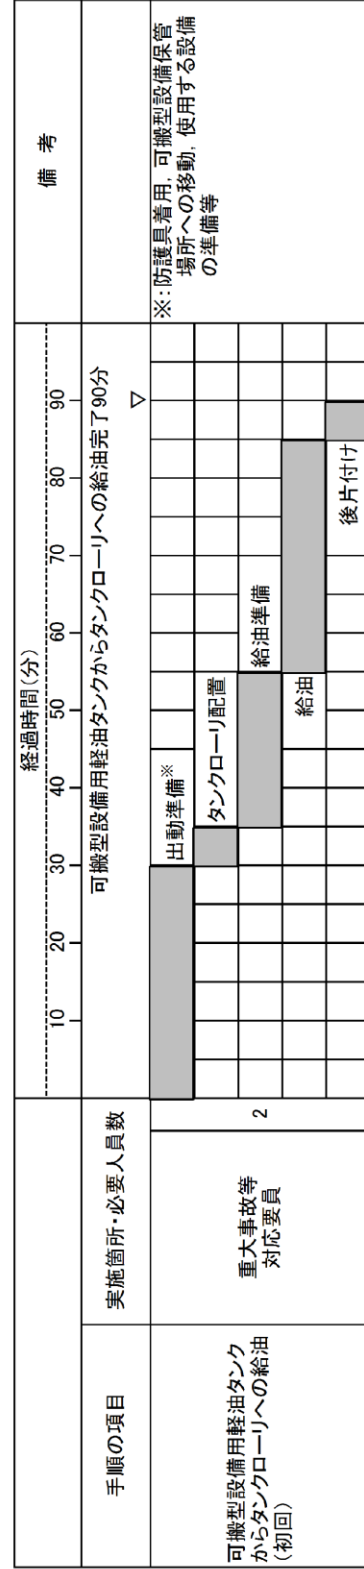 経過時間(分)
備 考
10 20 30 40 50 60 70 80 90
手順の項目
実施箇所・必要人員数
可搬型設備用軽油タンクからタンクローリへの給油完了90分
▽
可搬型設備用軽油タンク
からタンクローリへの給油
(初回)
重大事故等
対応要員
2
出動準備※
タンクローリ配置
給油準備
給油
後片付け
※:防護具着用,可搬型設備保管
場所への移動,使用する設備
の準備等